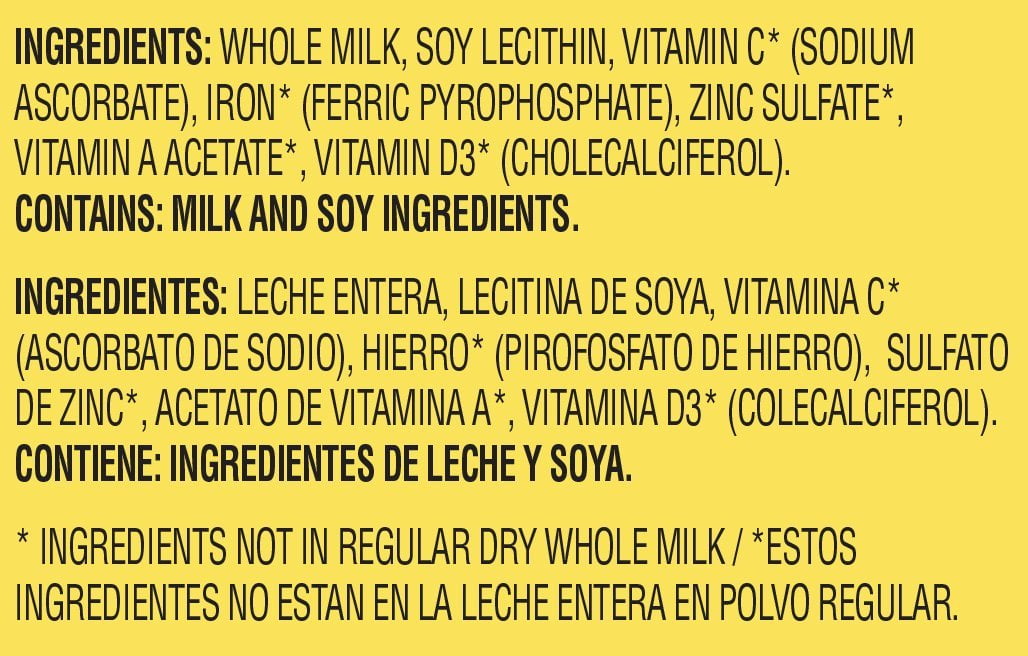 INGREDIENTS: WHOLE MILK, SOY LECITHIN, VITAMIN C* (SODIUM
ASCORBATE), IRON* (FERRIC PYROPHOSPHATE), ZINC SULFATE*,
VITAMIN A ACETATE*, VITAMIN D3* (CHOLECALCIFEROL).
CONTAINS: MILK AND SOY INGREDIENTS.
INGREDIENTES: LECHE ENTERA, LECITINA DE SOYA, VITAMINA C*
(ASCORBATO DE SODIO), HIERRO* (PIROFOSFATO DE HIERRO), SULFATO
DE ZINC*, ACETATO DE VITAMINA A*, VITAMINA D3* (COLECALCIFEROL).
CONTIENE: INGREDIENTES DE LECHE Y SOYA.
* INGREDIENTS NOT IN REGULAR DRY WHOLE MILK / *ESTOS
INGREDIENTES NO ESTAN EN LA LECHE ENTERA EN POLVO REGULAR.